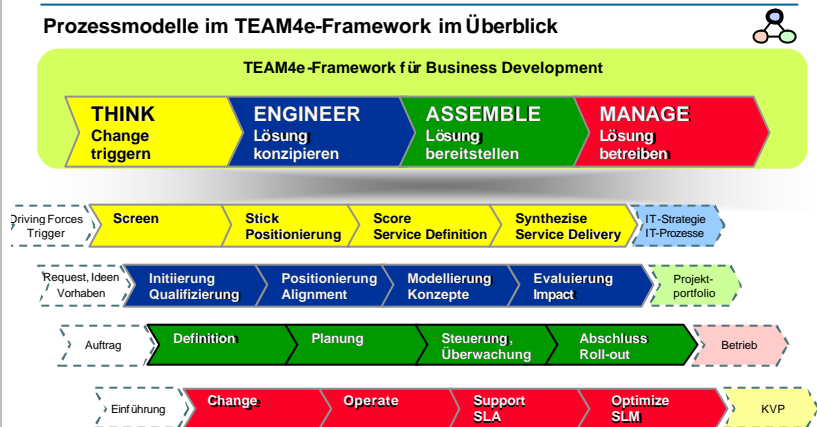 Prozessmodelle im TEAM4e-Framework im Überblick
TEAM4e-Framework für Business Development
THINK
Change
triggern
ENGINEER
Lösung
konzipieren
ASSEMBLE
Lösung
bereitstellen
MANAGE
Lösung
betreiben
Driving Forces
Trigger
Screen
Stick
Positionierung
Score
Service Definition
Synthezise
Service Delivery
IT-Strategie
IT-Prozesse
Request, Ideen
Vorhaben
Initiierung
Qualifizierung
Positionierung
Alignment
Modellierung
Konzepte
Evaluierung
Impact
Projekt-
portfolio
Auftrag
Definition
Planung
Steuerung,
Überwachung
Abschluss
Roll-out
Betrieb
Einführung
Change
Operate
Support
SLA
Optimize
SLM
KVP